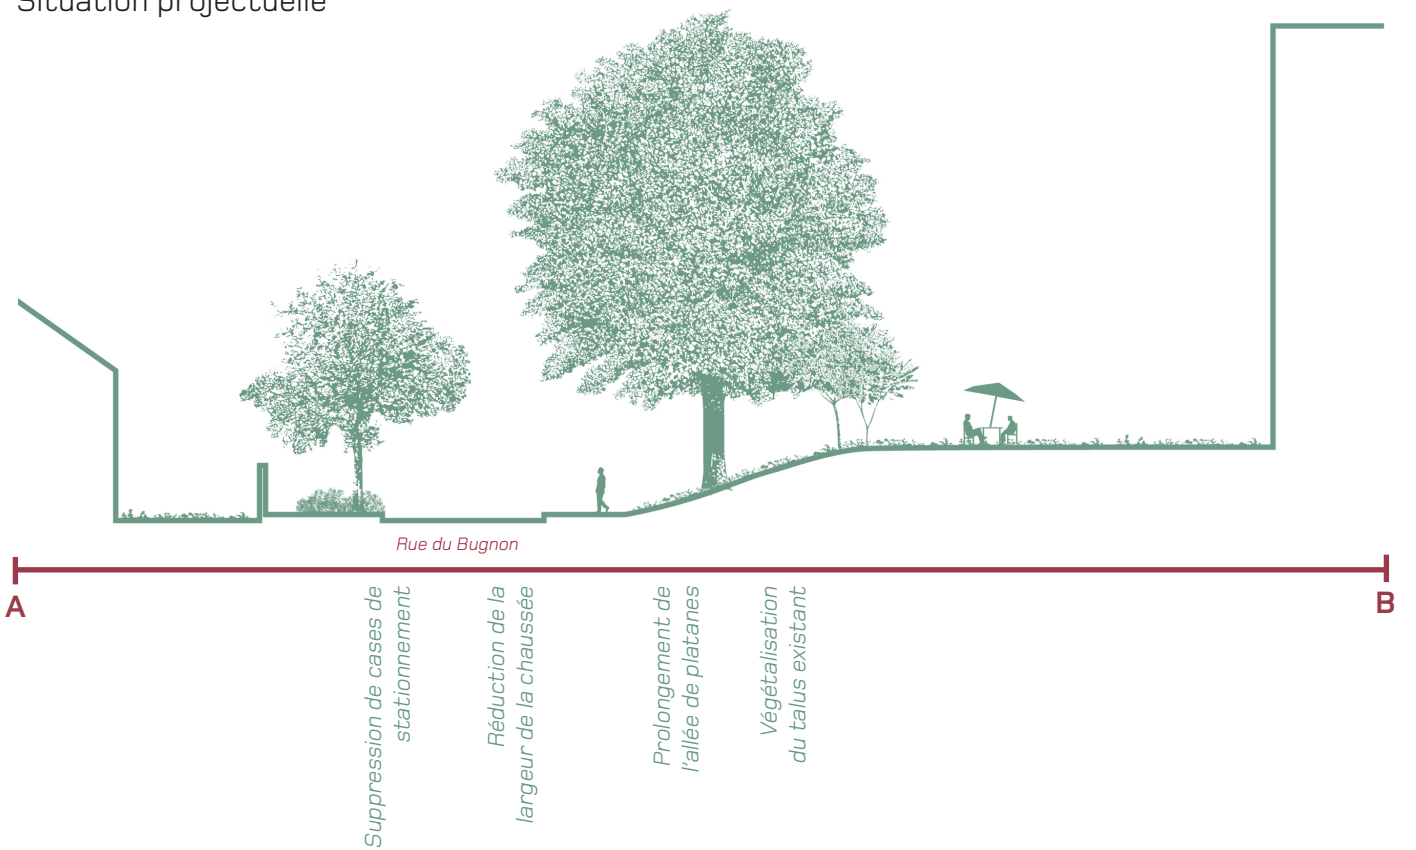 Situation projectuelle
Rue du Bugnon
A
B
Suppression de cases de
stationnement
Réduction de la
largeur de la chaussée
Prolongement de
l'allée de platanes
Végétalisation
du talus existant